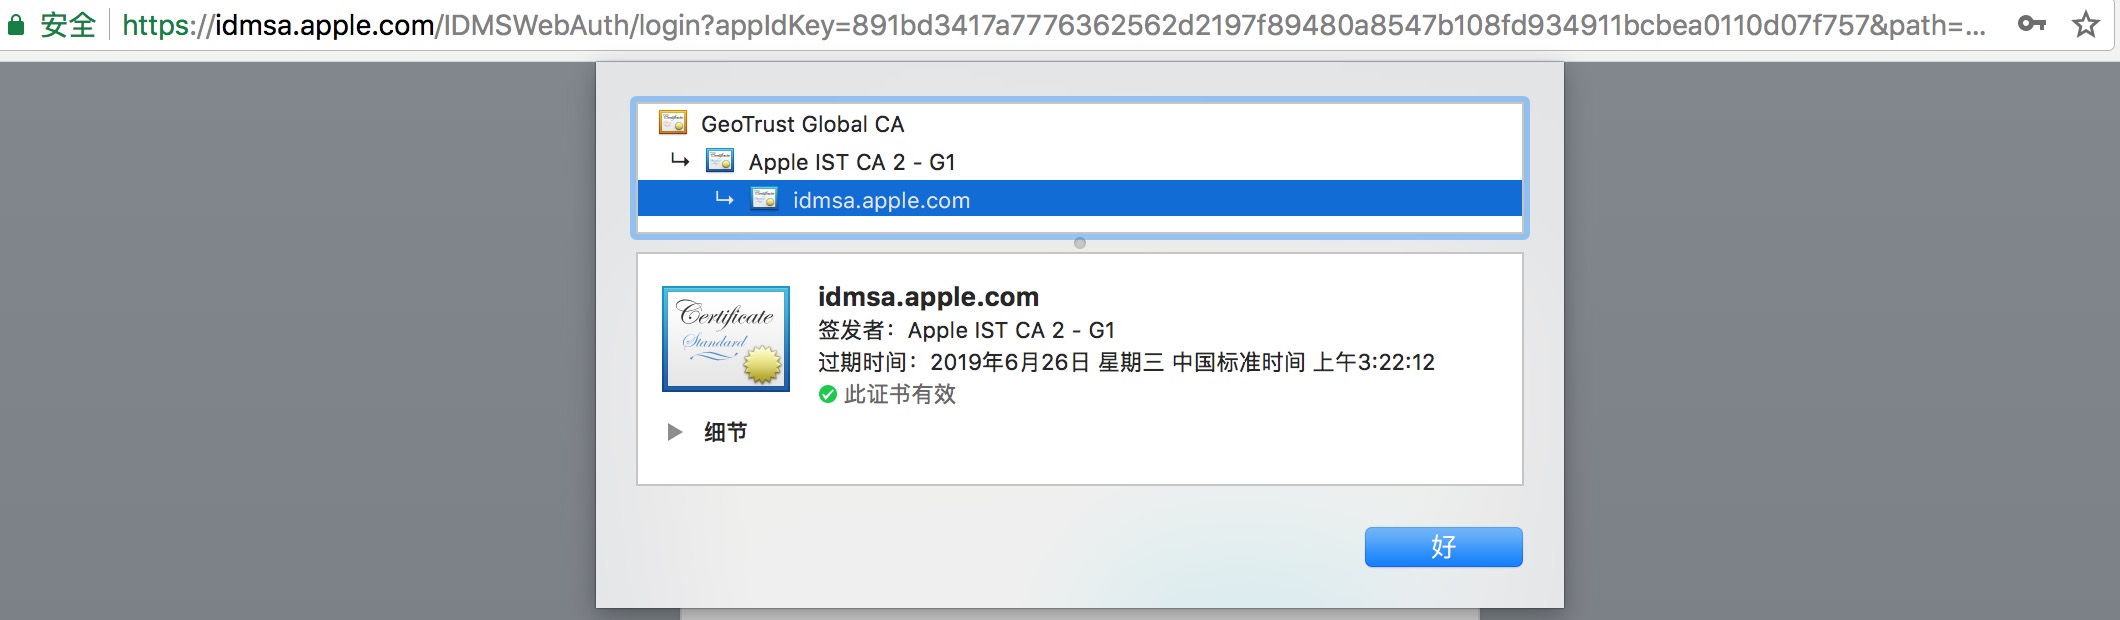 安全 https://idmsa.apple.com/IDMSWebAuth/login?appIdKey=891bd3417a7776362562d2197f89480a8547b108fd934911bcbea0110d07f757&path=...
GeoTrust Global CA
Apple IST CA 2 - G1
idmsa.apple.com
Certificate
Standard
idmsa.apple.com
签发者：Apple IST CA 2 - G1
过期时间：2019年6月26日 星期三 中国标准时间 上午3:22:12
此证书有效
细节
好